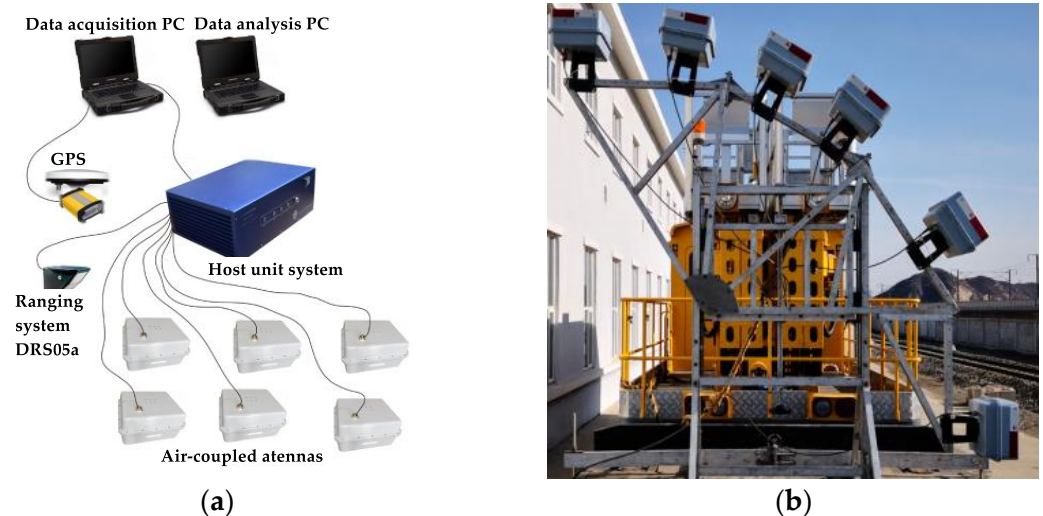 Data acquisition PC Data analysis PC
GPS
Host unit system
Ranging
system
DRS05a
Air-coupled atennas
(a)
(b)